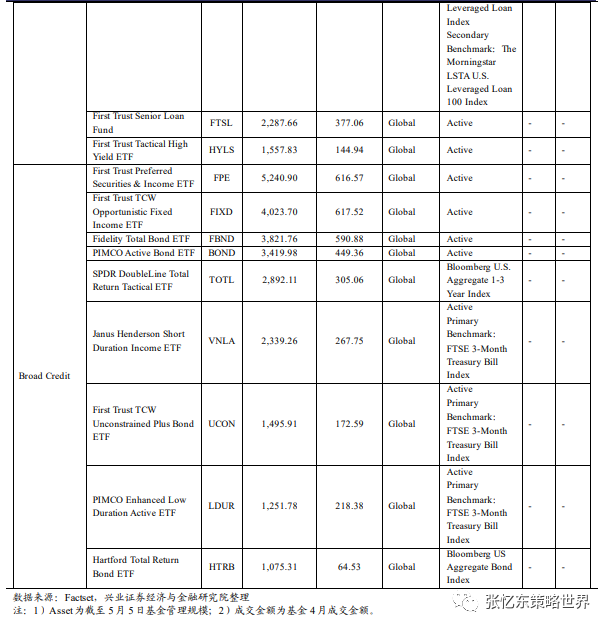 Leveraged Loan
Index
Secondary
Benchmark: The
Morningstar
LSTA U.S.
Leveraged Loan
100 Index
First Trust Senior Loan
Fund
FTSL
2,287.66
377.06
Global
Active
-
-
First Trust Tactical High
Yield ETF
HYLS
1,557.83
144.94
Global
Active
-
-
Broad Credit
First Trust Preferred
Securities & Income ETF
FPE
5,240.90
616.57
Global
Active
-
-
First Trust TCW
Opportunistic Fixed
Income ETF
FIXD
4,023.70
617.52
Global
Active
-
-
Fidelity Total Bond ETF
FBND
3,821.76
590.88
Global
Active
-
-
PIMCO Active Bond ETF
BOND
3,419.98
449.36
Global
Active
-
-
SPDR DoubleLine Total
Return Tactical ETF
TOTL
2,892.11
305.06
Global
Bloomberg U.S.
Aggregate 1-3
Year Index
-
-
Janus Henderson Short
Duration Income ETF
VNLA
2,339.26
267.75
Global
Active
Primary
Benchmark:
FTSE 3-Month
Treasury Bill
Index
-
-
First Trust TCW
Unconstrained Plus Bond
ETF
UCON
1,495.91
172.59
Global
Active
Primary
Benchmark:
FTSE 3-Month
Treasury Bill
Index
-
-
PIMCO Enhanced Low
Duration Active ETF
LDUR
1,251.78
218.38
Global
Active
Primary
Benchmark:
FTSE 3-Month
Treasury Bill
Index
-
-
Hartford Total Return
Bond ETF
HTRB
1,075.31
64.53
Global
Bloomberg US
Aggregate Bond
Index
-
-
数据来源：Factset，兴业证券经济与金融研究院整理
注：1）Asset为截至5月5日基金管理规模；2）成交金额为基金4月成交金额。
张忆东策略世界